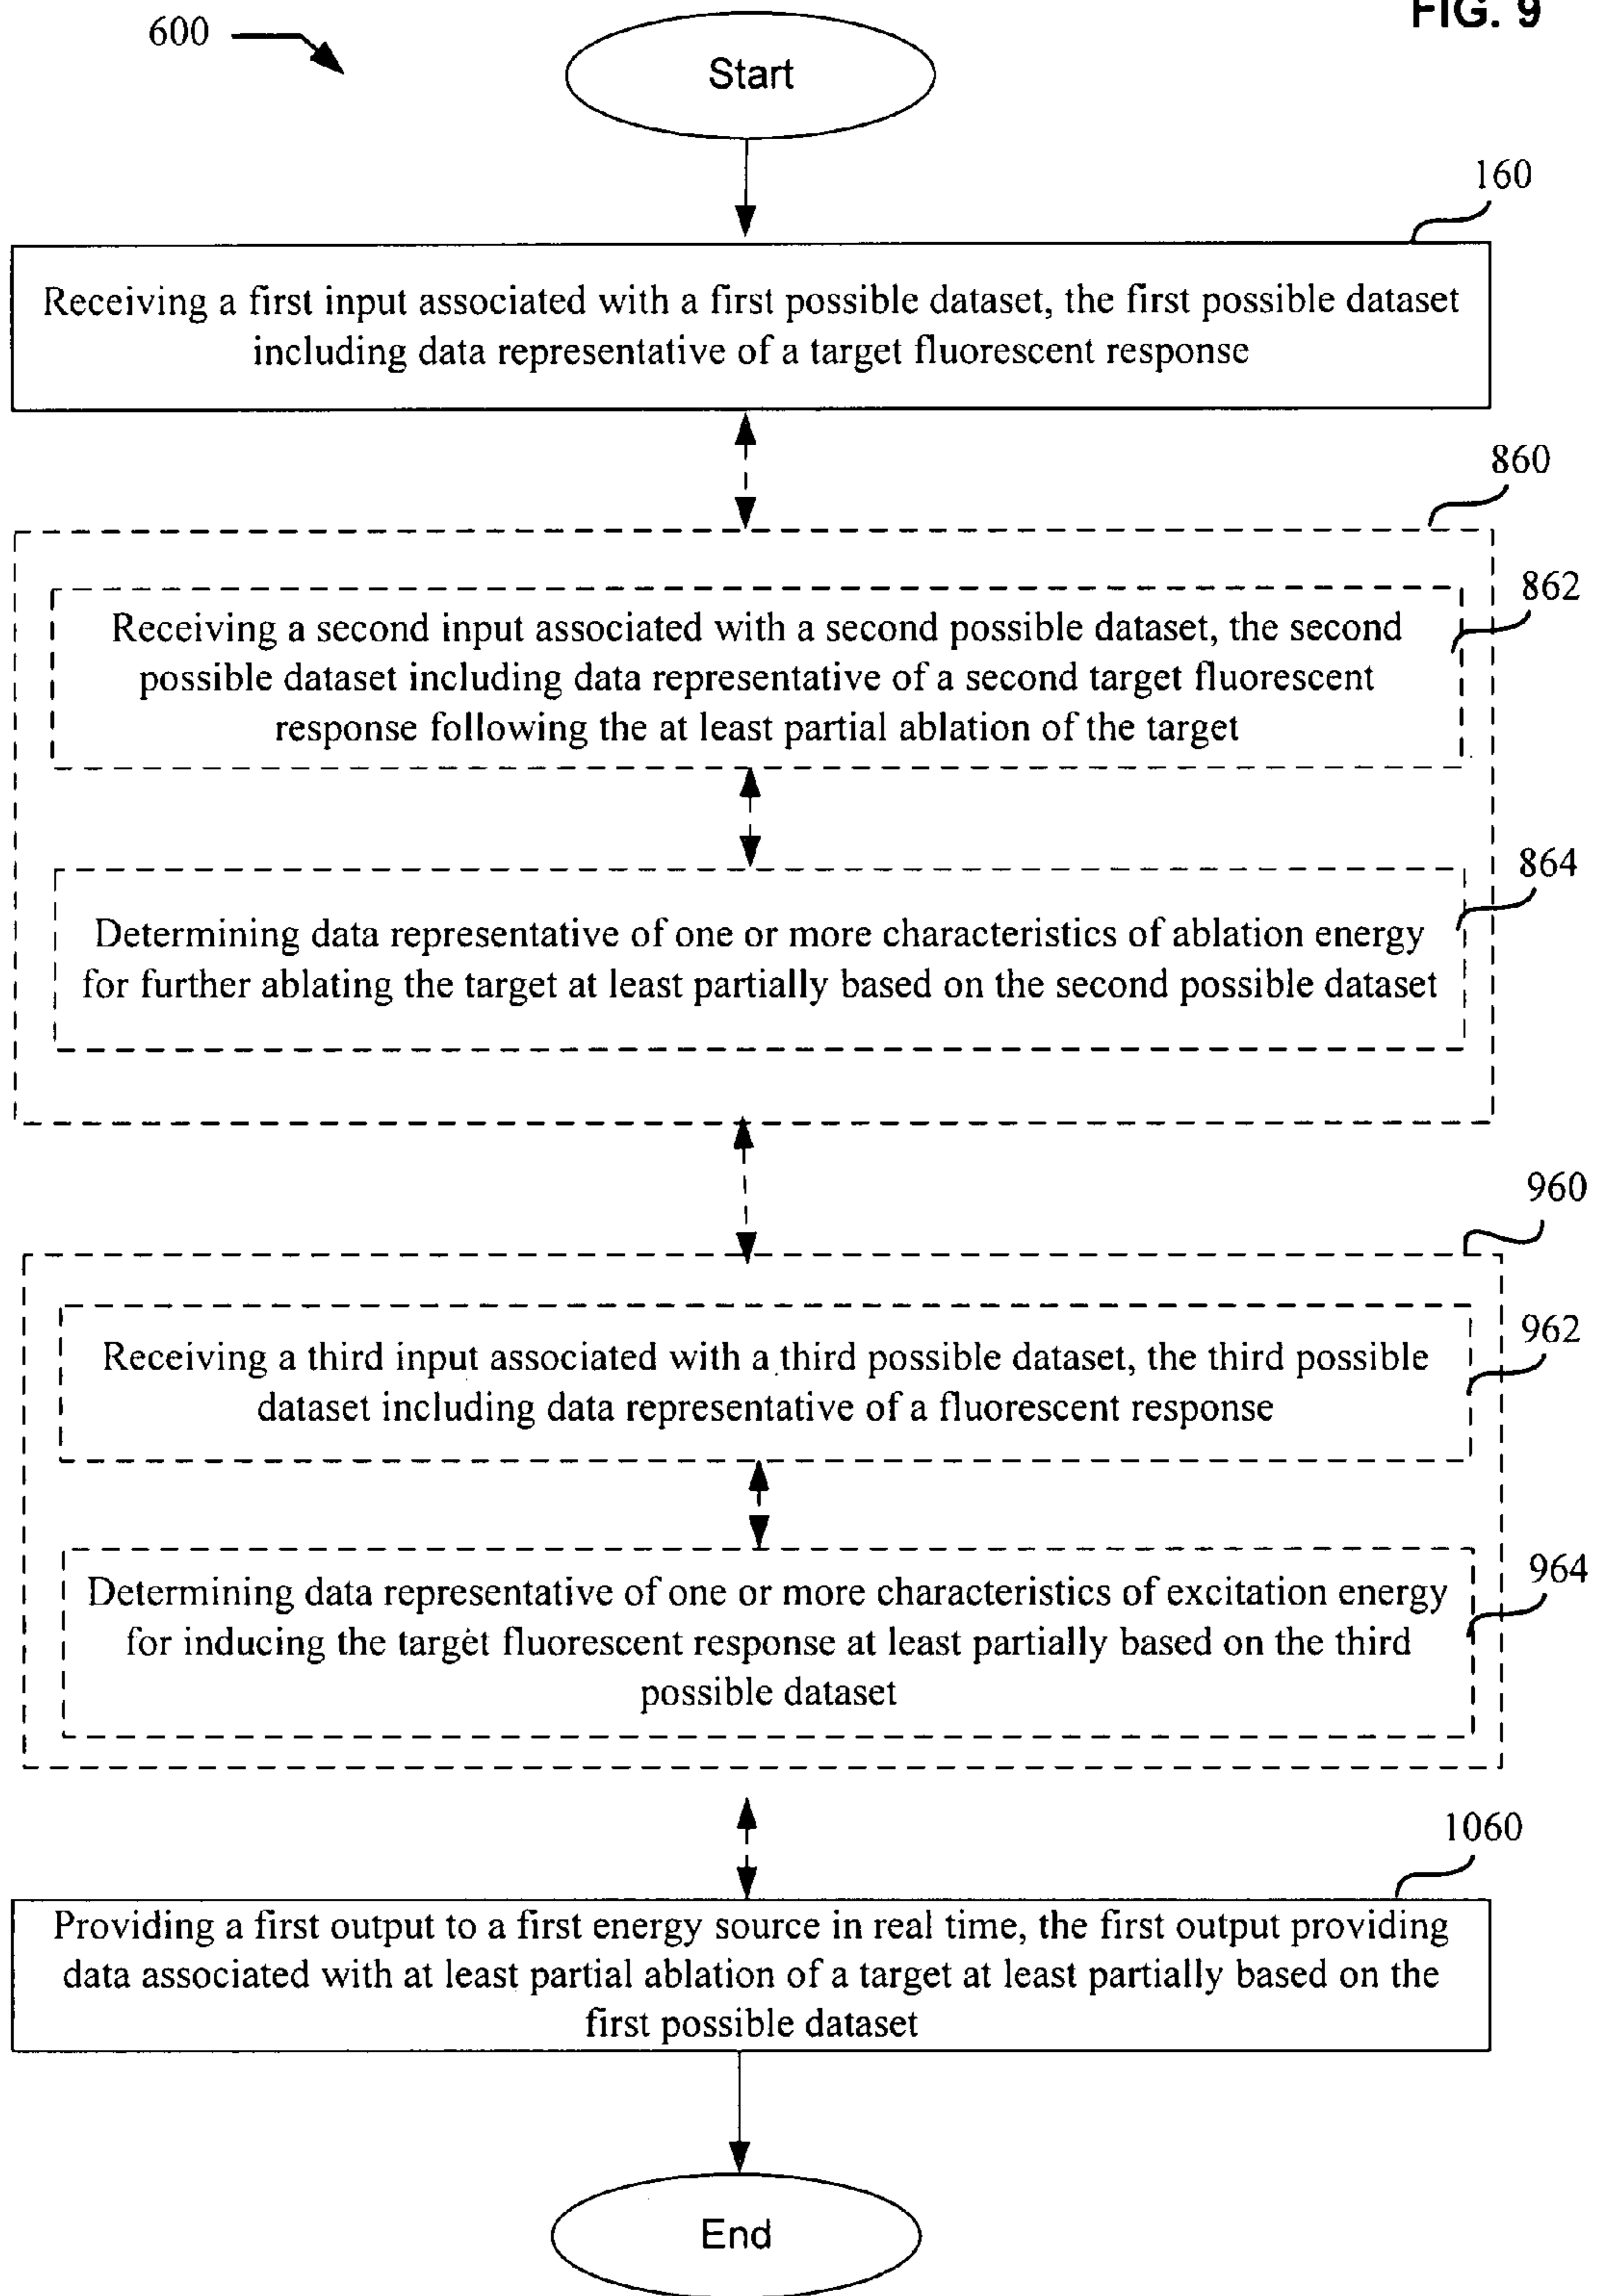 FIG. 9
600
Start
160
Receiving a first input associated with a first possible dataset, the first possible dataset
including data representative of a target fluorescent response
860
862
Receiving a second input associated with a second possible dataset, the second
possible dataset including data representative of a second target fluorescent
response following the at least partial ablation of the target
864
Determining data representative of one or more characteristics of ablation energy
for further ablating the target at least partially based on the second possible dataset
960
962
Receiving a third input associated with a third possible dataset, the third possible
dataset including data representative of a fluorescent response
964
Determining data representative of one or more characteristics of excitation energy
for inducing the target fluorescent response at least partially based on the third
possible dataset
1060
Providing a first output to a first energy source in real time, the first output providing
data associated with at least partial ablation of a target at least partially based on the
first possible dataset
End